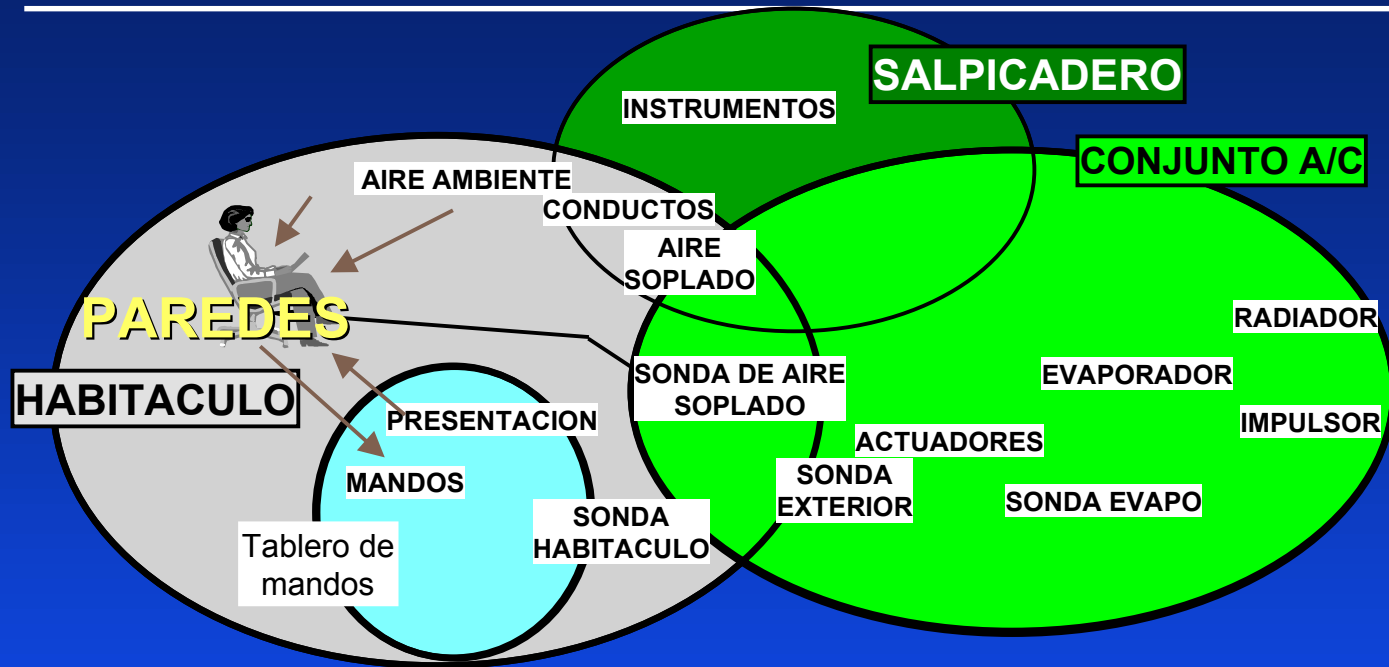 SALPICADERO
INSTRUMENTOS
CONJUNTO A/C
AIRE AMBIENTE
CONDUCTOS
AIRE
SOPLADO
PAREDES
RADIADOR
HABITACULO
SONDA DE AIRE
SOPLADO
EVAPORADOR
PRESENTACION
IMPULSOR
ACTUADORES
MANDOS
SONDA
EXTERIOR
SONDA EVAPO
SONDA
HABITACULO
Tablero de
mandos